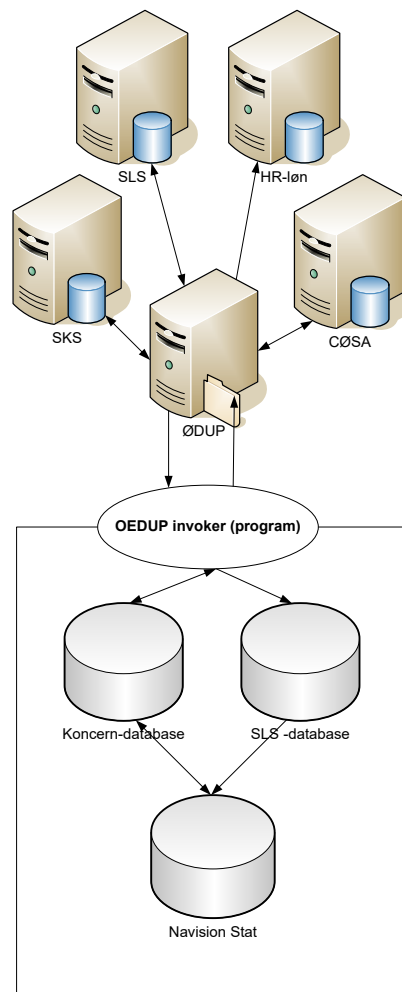 SLS
HR-løn
SKS
CØSA
ØDUP
OEDUP invoker (program)
Koncern-database
SLS -database
Navision Stat